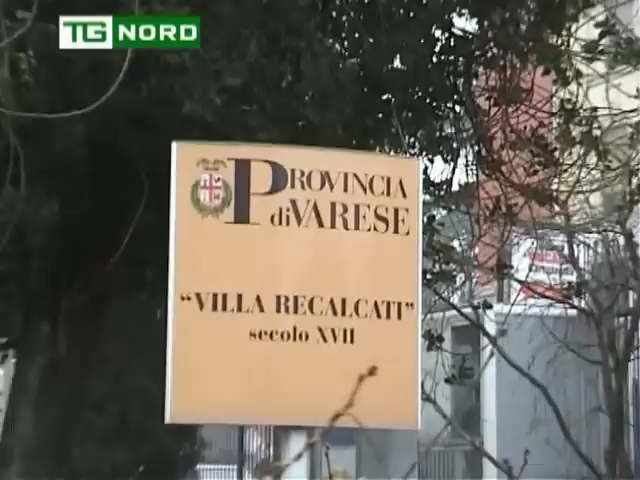 TG NORD
PROVINCIA
di VARESE
"VILLA RECALCATI"
secolo XVII